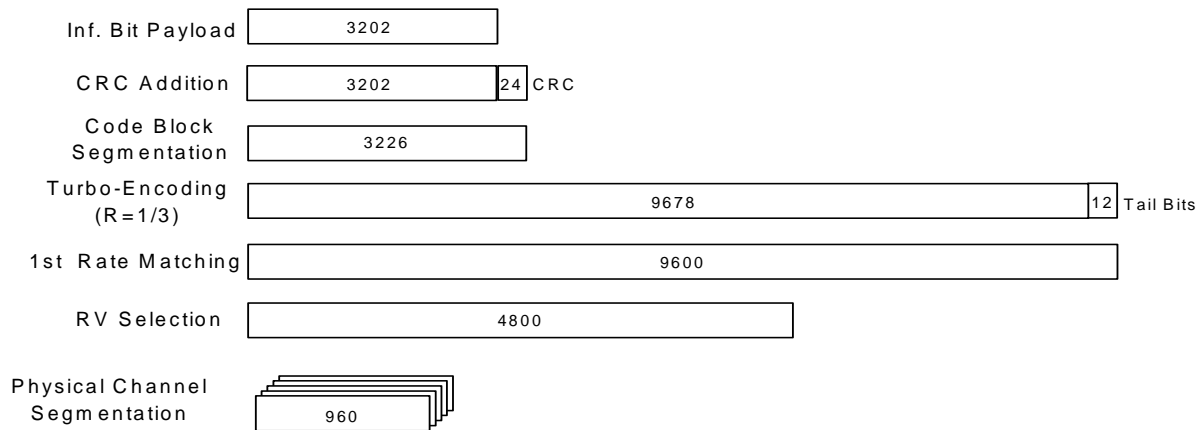 Inf. Bit Payload
3202
CRC Addition
3202
24
CRC
Code Block
Segmentation
3226
Turbo-Encoding
(R=1/3)
9678
12
Tail Bits
1st Rate Matching
9600
RV Selection
4800
Physical Channel
Segmentation
960